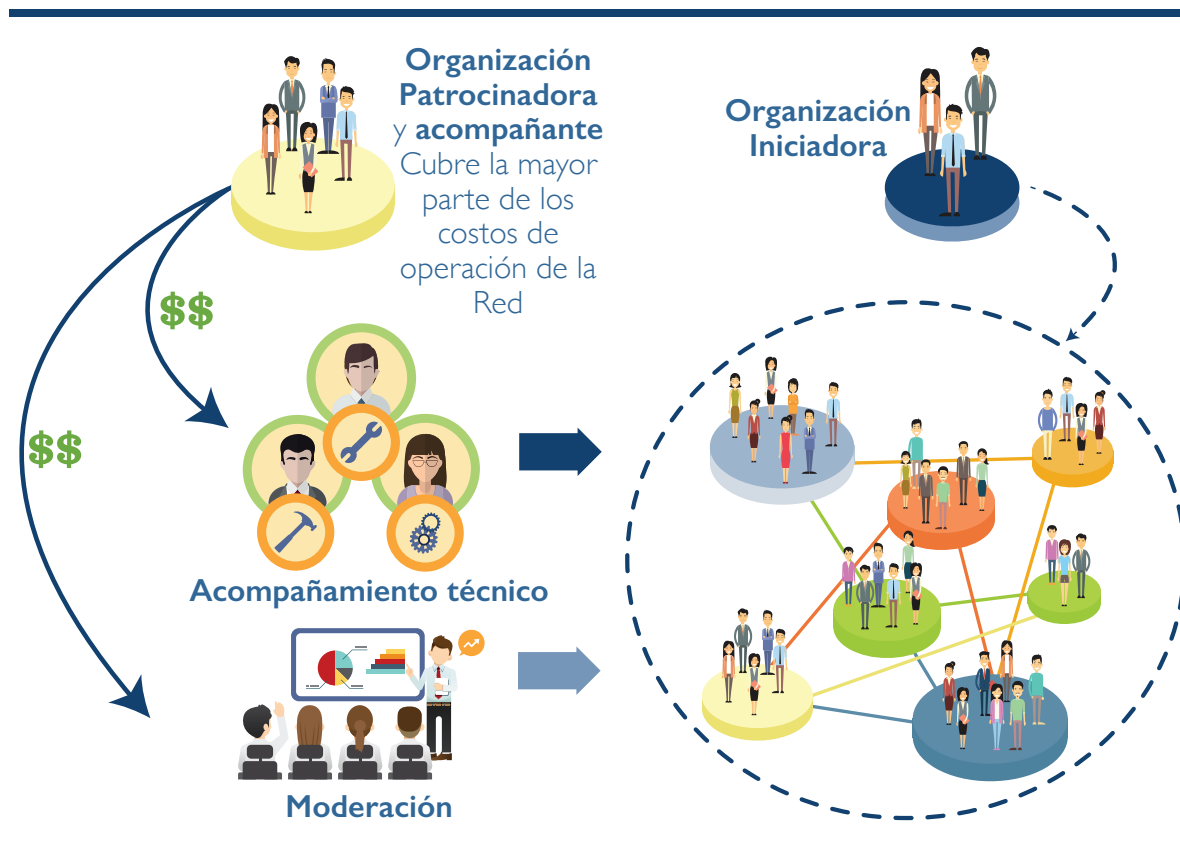 Organización
Patrocinadora
y acompañante
Cubre la mayor
parte de los
costos de
operación de la
Red
Organización
Iniciadora
$$
$$
Acompañamiento técnico
Moderación